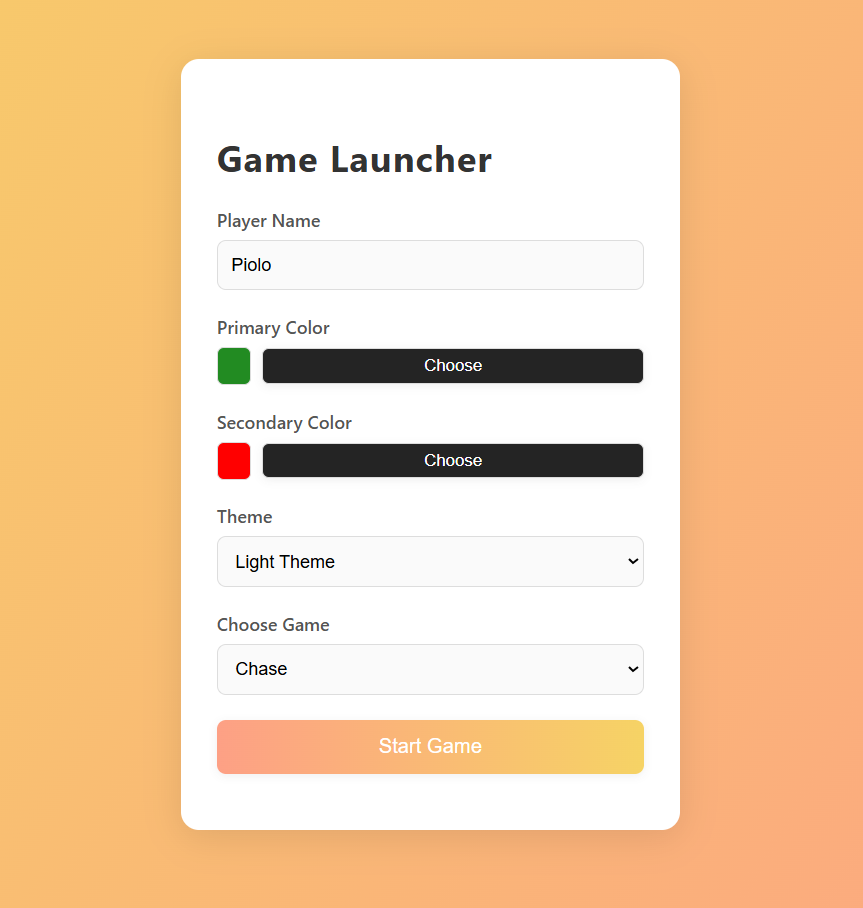 Game Launcher
Player Name
Piolo
Primary Color
Choose
Secondary Color
Choose
Theme
Light Theme
Choose Game
Chase
Start Game